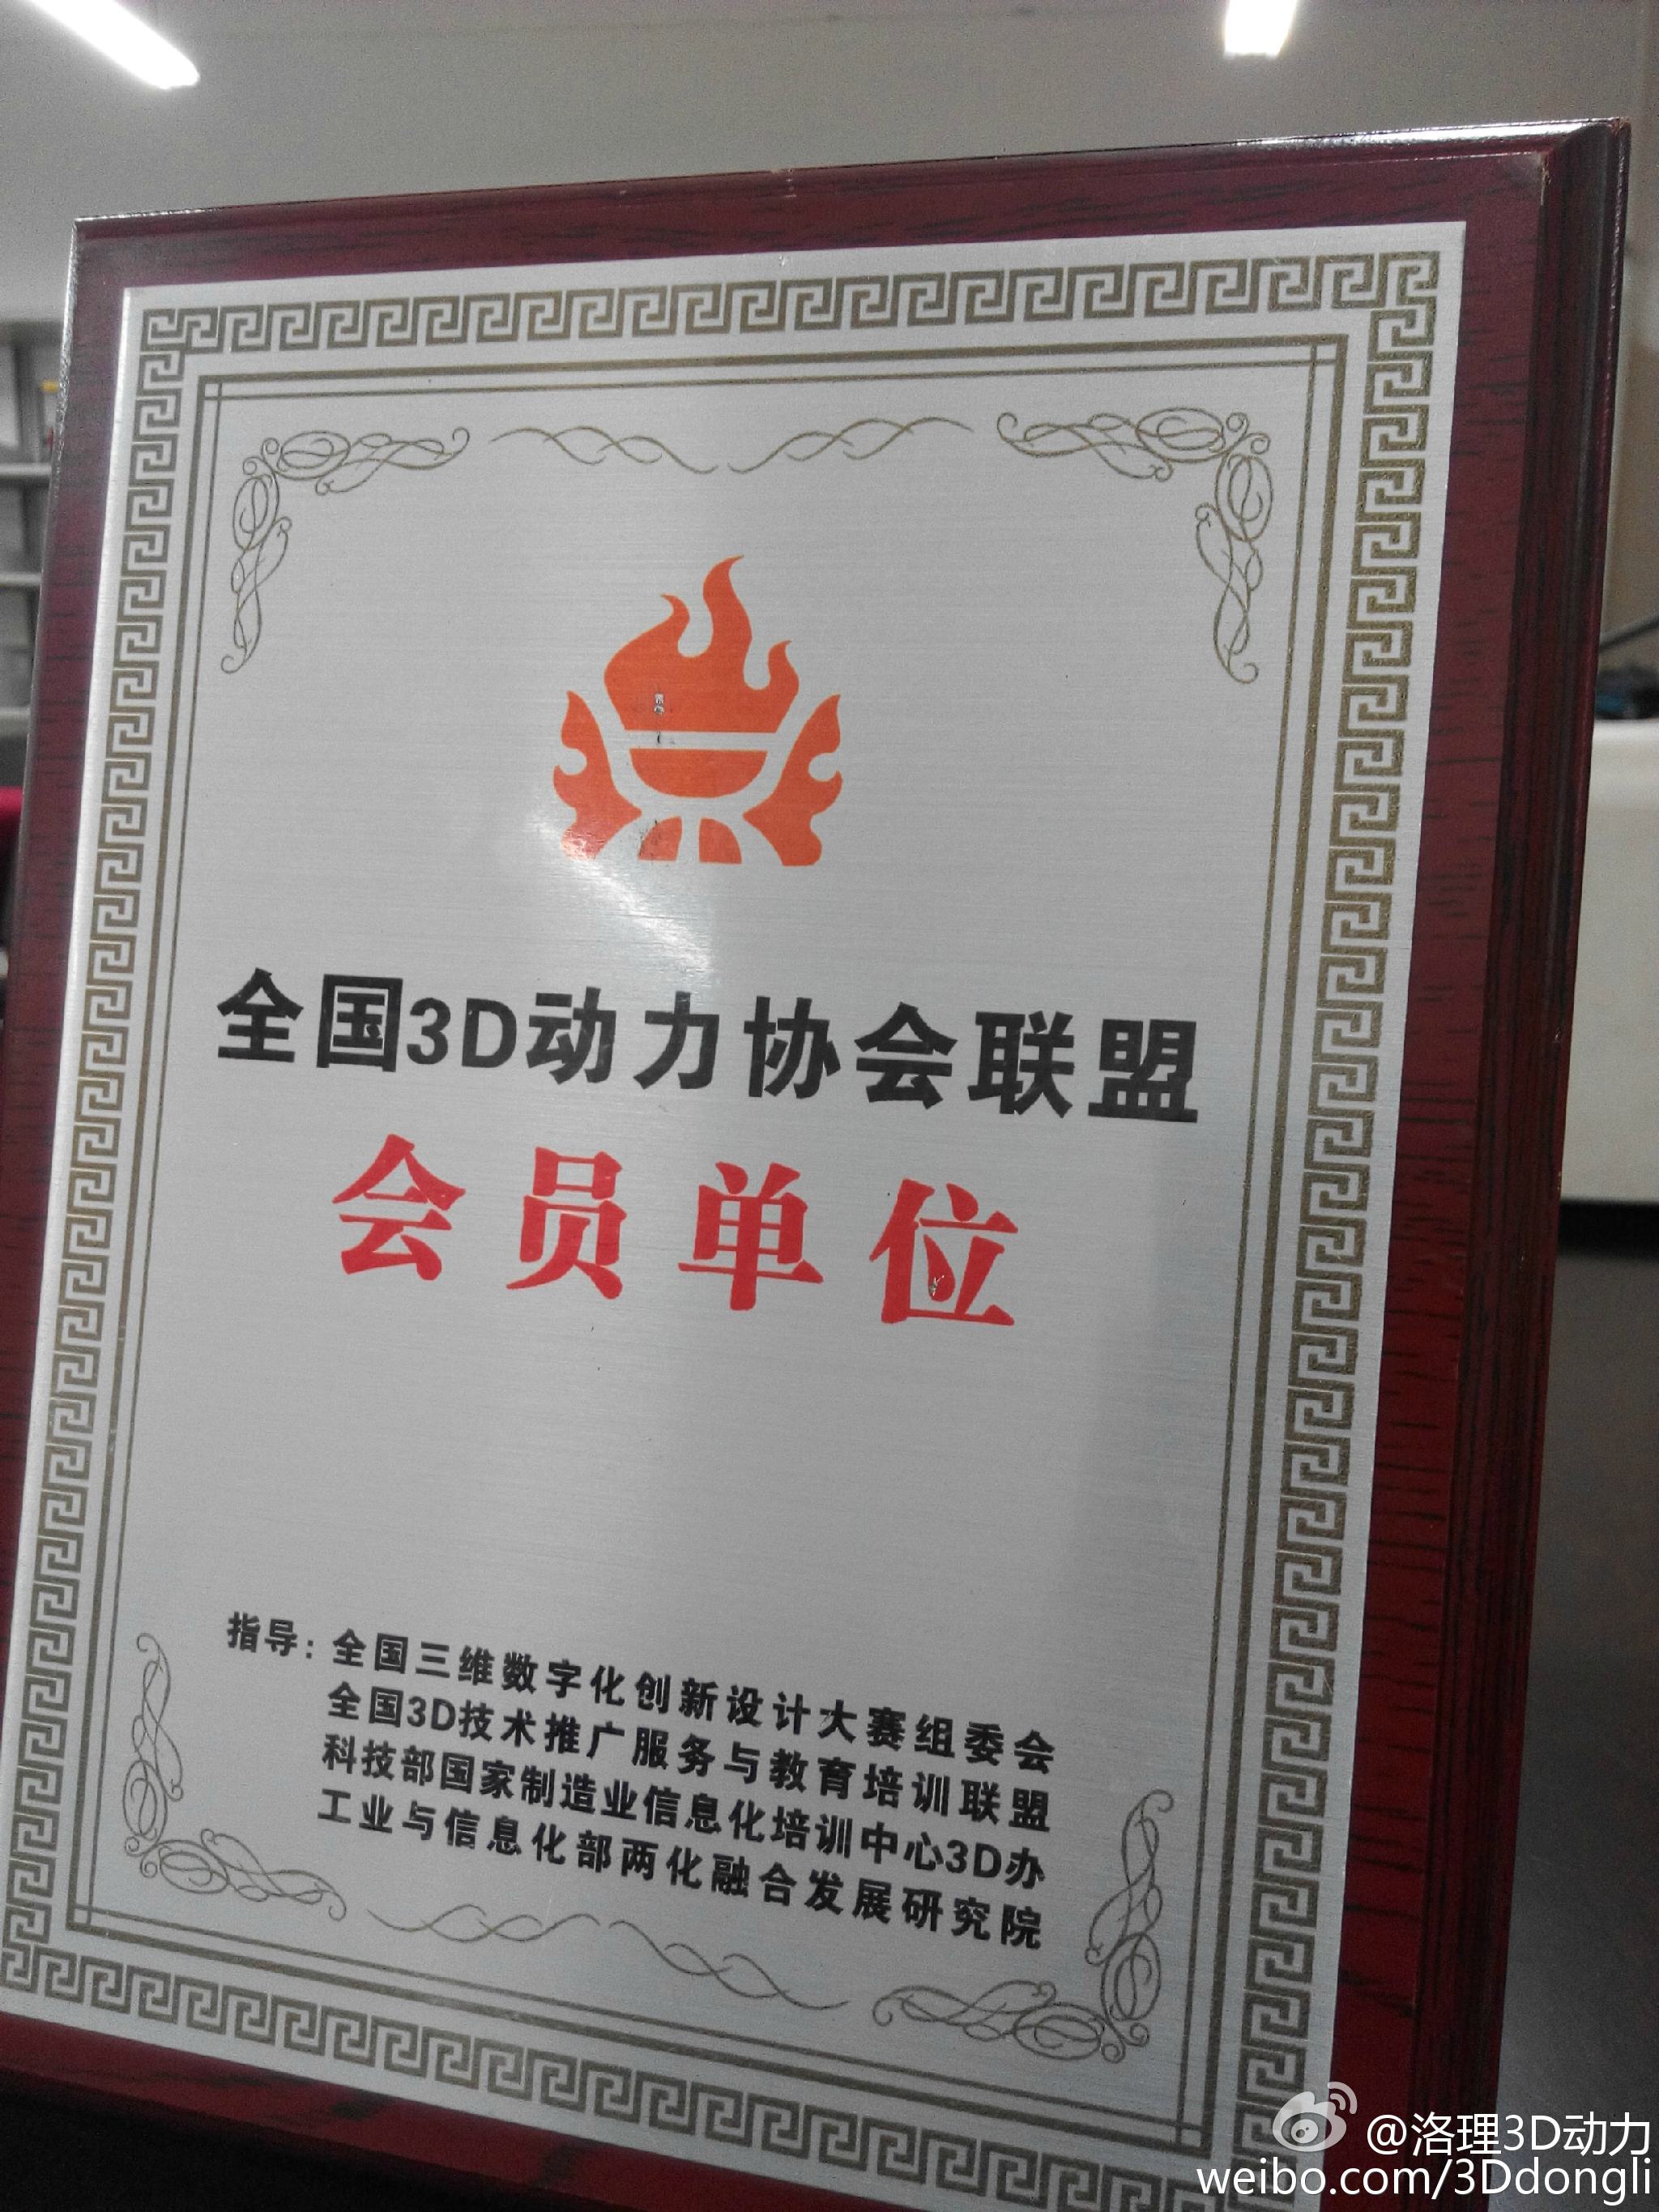 全国3D动力协会联盟
会员单位
指导：全国三维数字化创新设计大赛组委会
全国3D技术推广服务与教育培训联盟
科技部国家制造业信息化培训中心3D办
工业与信息化部两化融合发展研究院
@洛理3D动力
weibo.com/3Ddongli